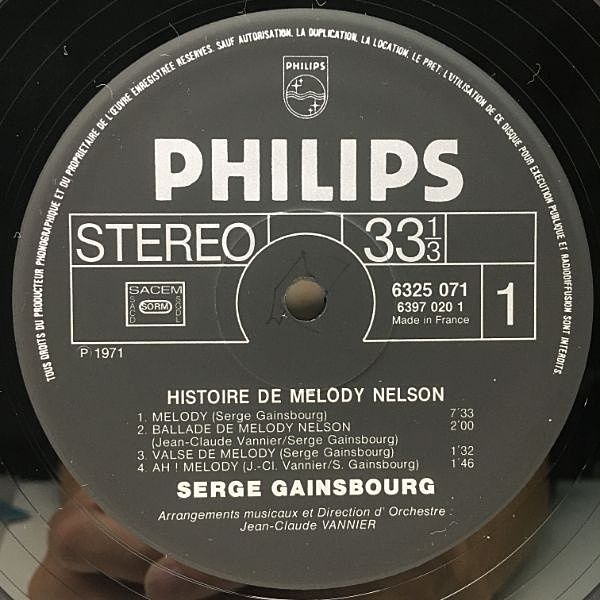 TOUS DROITS DU PRODUCTEUR PHONOGRAPHIQUE ET DU PROPRIETAIRE DE L'ŒUVRE ENREGISTREE RESERVES. SAUF AUTORISATION, LA DUPLICATION, LA LOCATION, LE PRET, L'UTILISATION DE CE DISQUE POUR EXECUTION PUBLIQUE ET RADIODIFFUSION SONT INTERDITS.
PHILIPS
PHILIPS
STEREO 33 1/3
SACEM
SACD SORM SCGL
6325 071
6397 020 1
Made in France
1
P 1971
HISTOIRE DE MELODY NELSON
1. MELODY (Serge Gainsbourg) 7'33
2. BALLADE DE MELODY NELSON 2'00
(Jean-Claude Vannier/Serge Gainsbourg)
3. VALSE DE MELODY (Serge Gainsbourg) 1'32
4. AH ! MELODY (J.-Cl. Vannier/S. Gainsbourg) 1'46
SERGE GAINSBOURG
Arrangements musicaux et Direction d' Orchestre :
Jean-Claude VANNIER